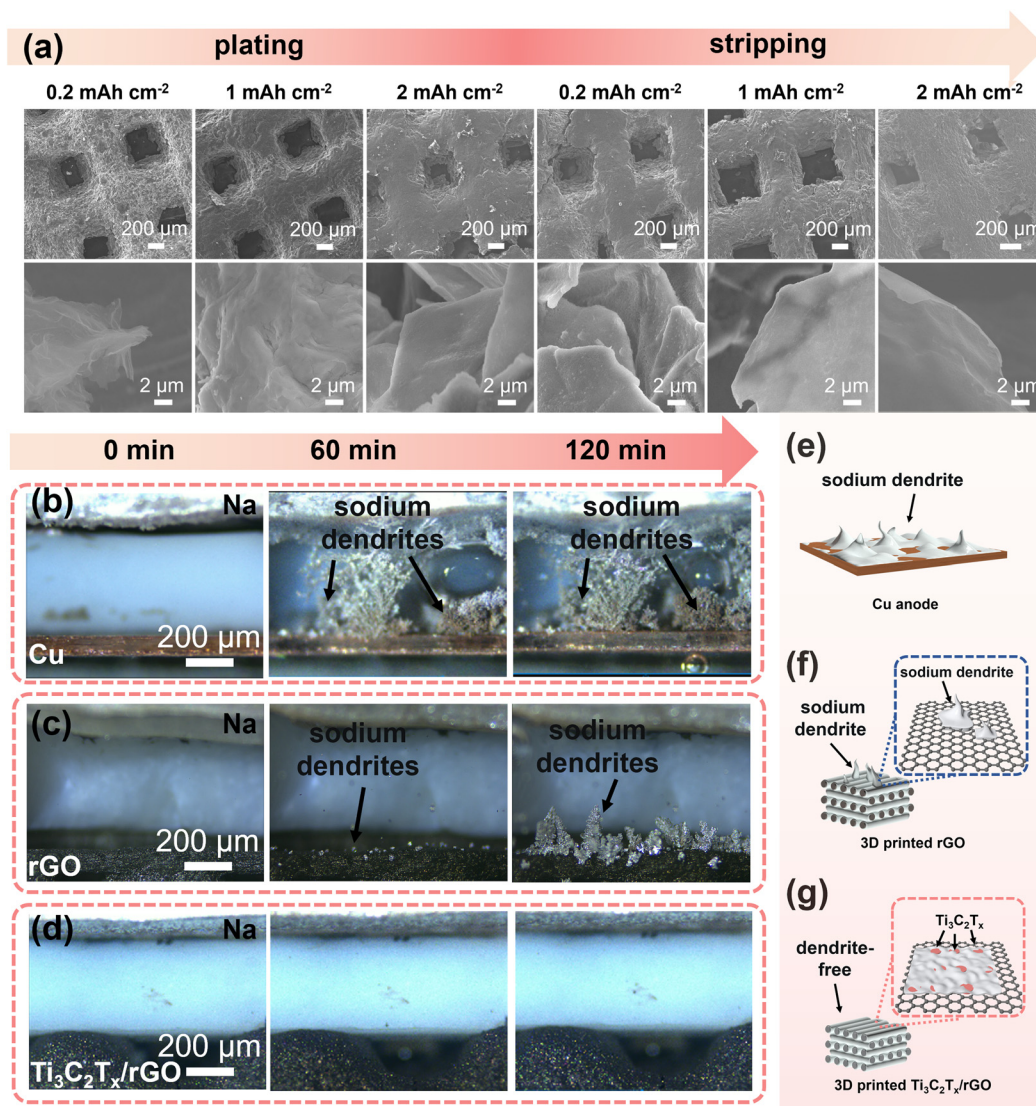 (a)
plating
stripping
0.2 mAh cm⁻²
1 mAh cm⁻²
2 mAh cm⁻²
0.2 mAh cm⁻²
1 mAh cm⁻²
2 mAh cm⁻²
200 µm
200 µm
200 µm
200 µm
200 µm
200 µm
2 µm
2 µm
2 µm
2 µm
2 µm
2 µm
0 min
60 min
120 min
(b)
Na
sodium
dendrites
sodium
dendrites
200 µm
Cu
(c)
Na
sodium
dendrites
sodium
dendrites
200 µm
rGO
(d)
Na
200 µm
Ti₃C₂Tₓ/rGO
(e)
sodium dendrite
Cu anode
(f)
sodium dendrite
sodium
dendrite
3D printed rGO
(g)
Ti₃C₂Tₓ
dendrite-
free
3D printed Ti₃C₂Tₓ/rGO